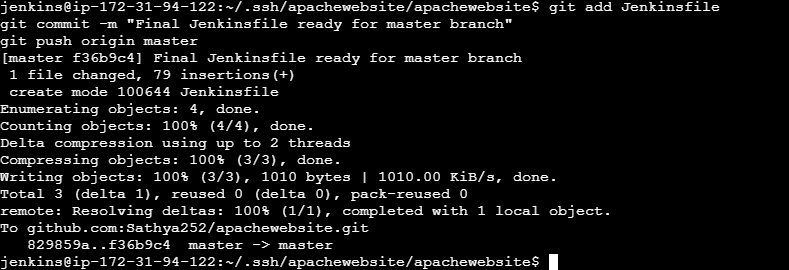 jenkins@ip-172-31-94-122:~/.ssh/apachewebsite/apachewebsite$ git add Jenkinsfile
git commit -m "Final Jenkinsfile ready for master branch"
git push origin master
[master f36b9c4] Final Jenkinsfile ready for master branch
 1 file changed, 79 insertions(+)
 create mode 100644 Jenkinsfile
Enumerating objects: 4, done.
Counting objects: 100% (4/4), done.
Delta compression using up to 2 threads
Compressing objects: 100% (3/3), done.
Writing objects: 100% (3/3), 1010 bytes | 1010.00 KiB/s, done.
Total 3 (delta 1), reused 0 (delta 0), pack-reused 0
remote: Resolving deltas: 100% (1/1), completed with 1 local object.
To github.com:Sathya252/apachewebsite.git
   829859a..f36b9c4  master -> master
jenkins@ip-172-31-94-122:~/.ssh/apachewebsite/apachewebsite$